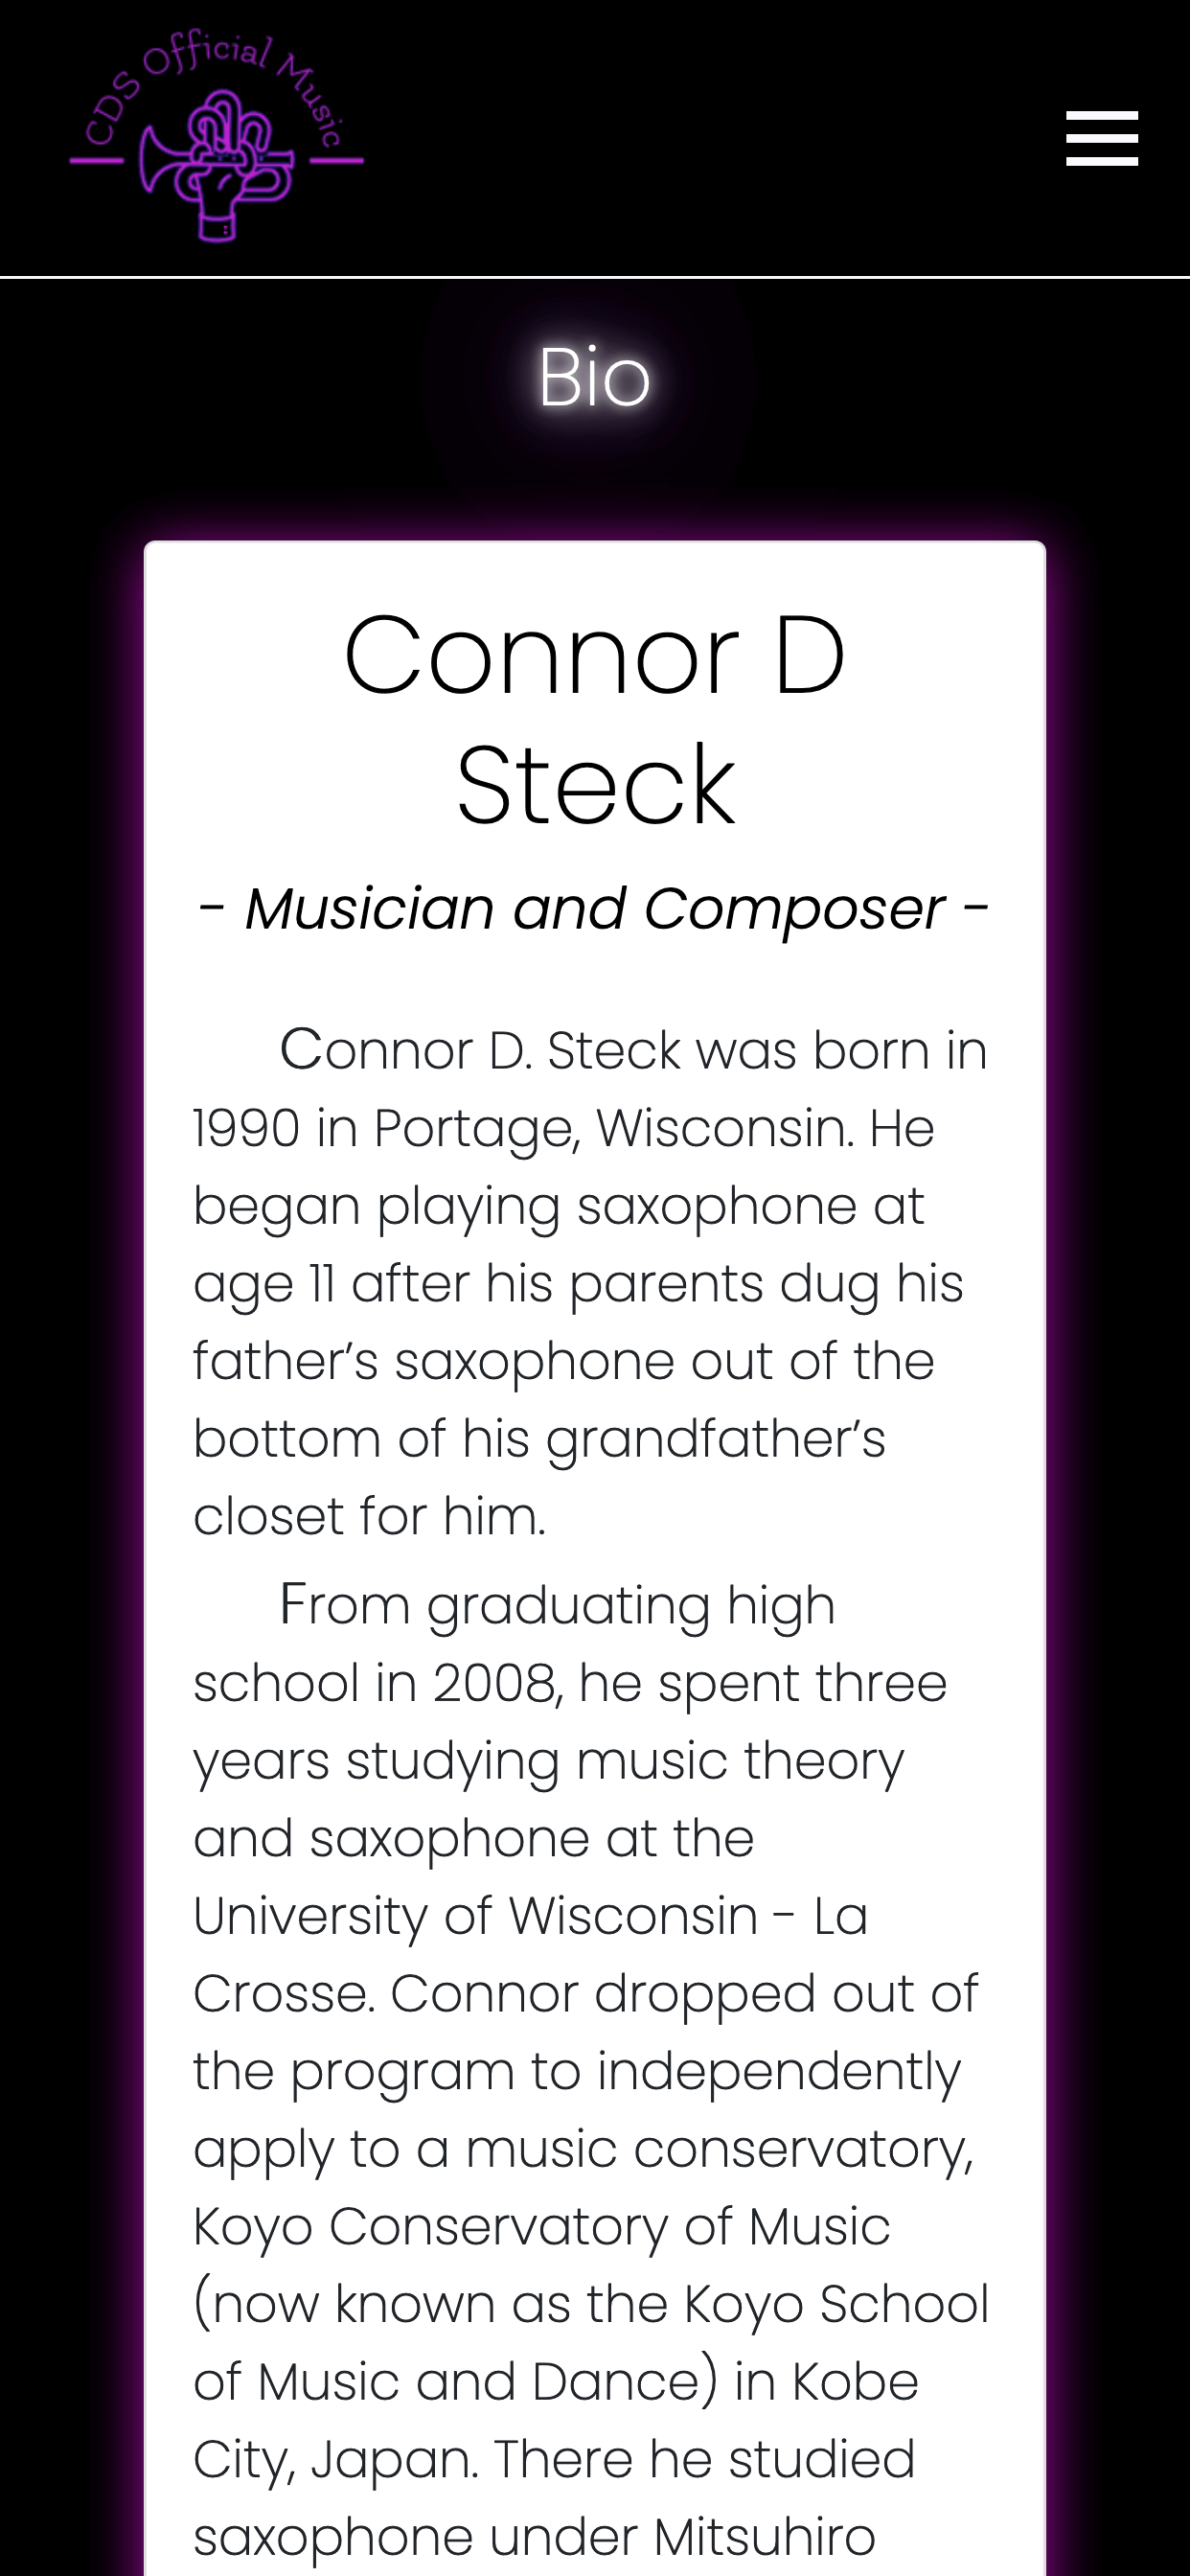 CDS Official Music
Bio
Connor D
Steck
- Musician and Composer -
Connor D. Steck was born in
1990 in Portage, Wisconsin. He
began playing saxophone at
age 11 after his parents dug his
father’s saxophone out of the
bottom of his grandfather’s
closet for him.
From graduating high
school in 2008, he spent three
years studying music theory
and saxophone at the
University of Wisconsin - La
Crosse. Connor dropped out of
the program to independently
apply to a music conservatory,
Koyo Conservatory of Music
(now known as the Koyo School
of Music and Dance) in Kobe
City, Japan. There he studied
saxophone under Mitsuhiro